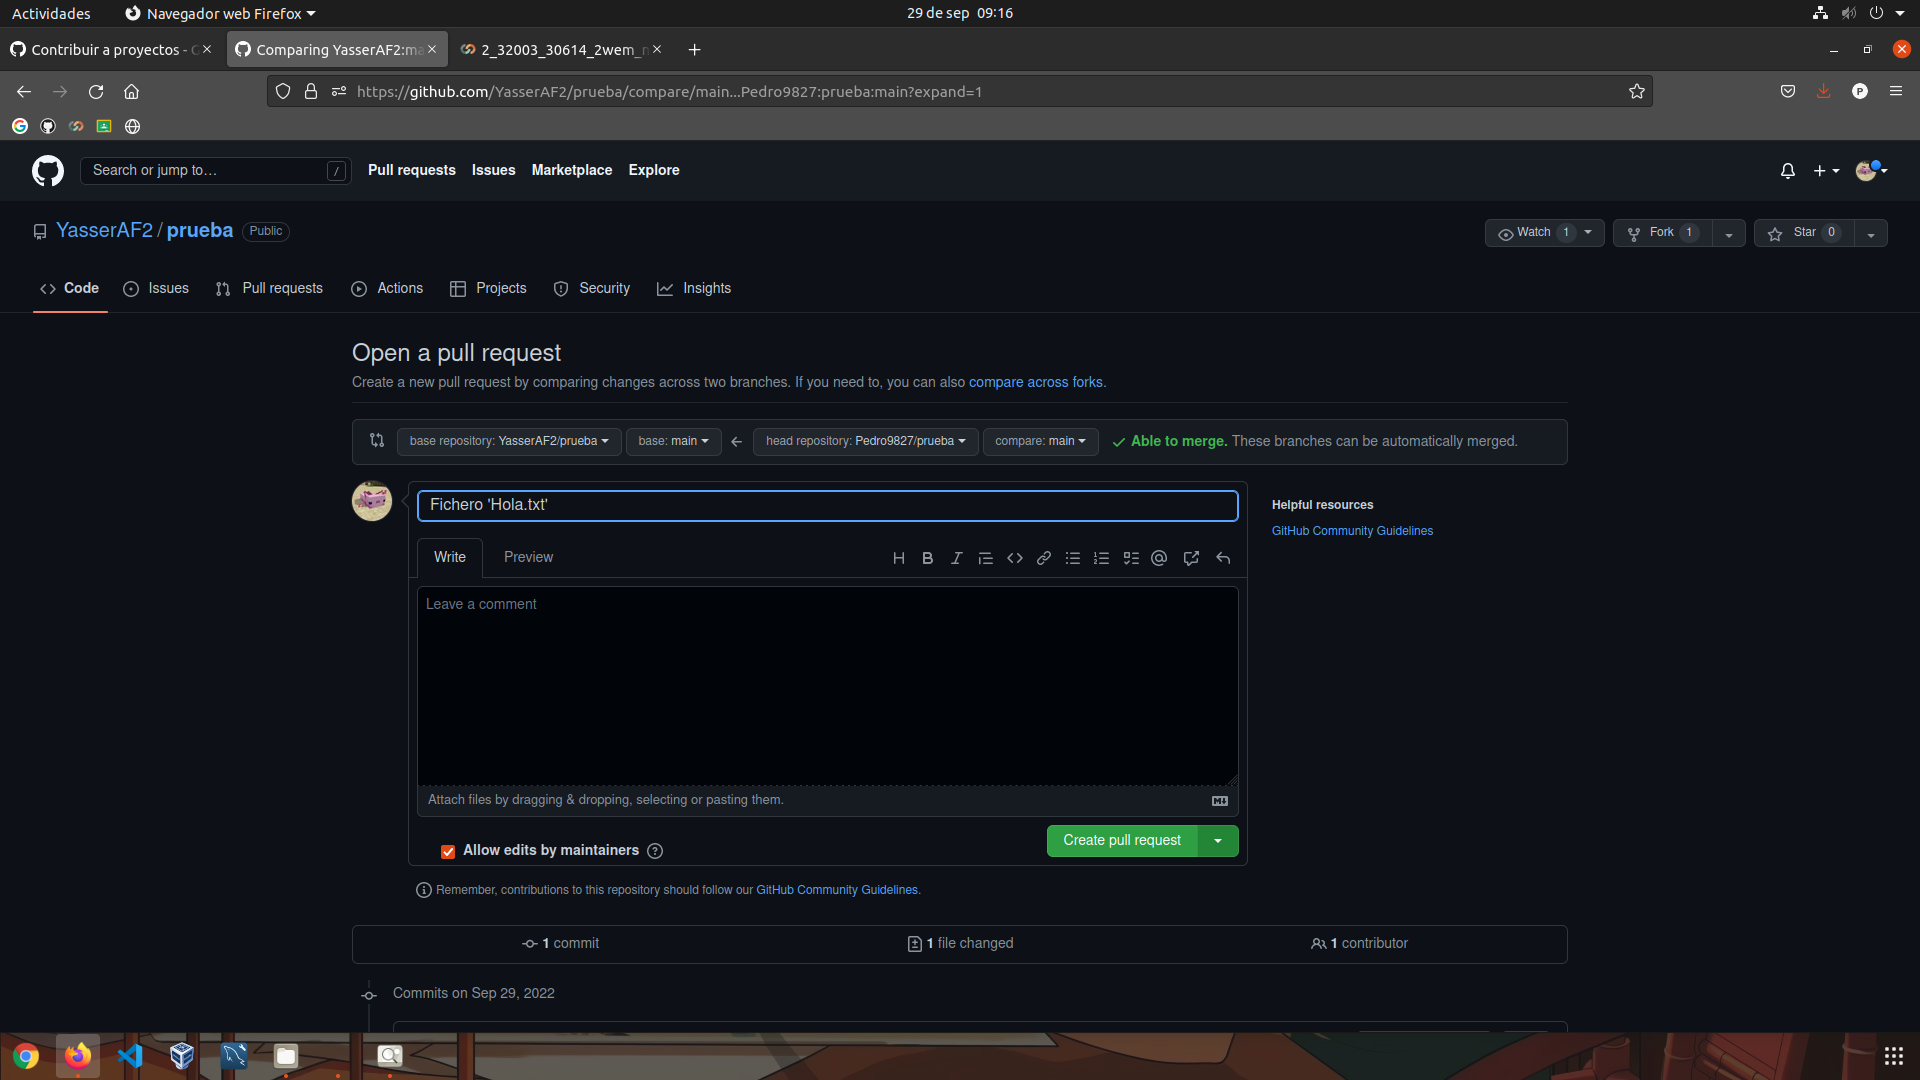 Actividades
Navegador web Firefox
29 de sep 09:16
Contribuir a proyectos -
Comparing YasserAF2:ma
2_32003_30614_2wem_
https://github.com/YasserAF2/prueba/compare/main...Pedro9827:prueba:main?expand=1
P
Search or jump to…
/
Pull requests
Issues
Marketplace
Explore
YasserAF2 / prueba
Public
Watch 1
Fork 1
Star 0
Code
Issues
Pull requests
Actions
Projects
Security
Insights
Open a pull request
Create a new pull request by comparing changes across two branches. If you need to, you can also compare across forks.
base repository: YasserAF2/prueba
base: main
head repository: Pedro9827/prueba
compare: main
Able to merge. These branches can be automatically merged.
Fichero 'Hola.txt'
Helpful resources
GitHub Community Guidelines
Write
Preview
Leave a comment
Attach files by dragging & dropping, selecting or pasting them.
Allow edits by maintainers
Create pull request
Remember, contributions to this repository should follow our GitHub Community Guidelines.
1 commit
1 file changed
1 contributor
Commits on Sep 29, 2022